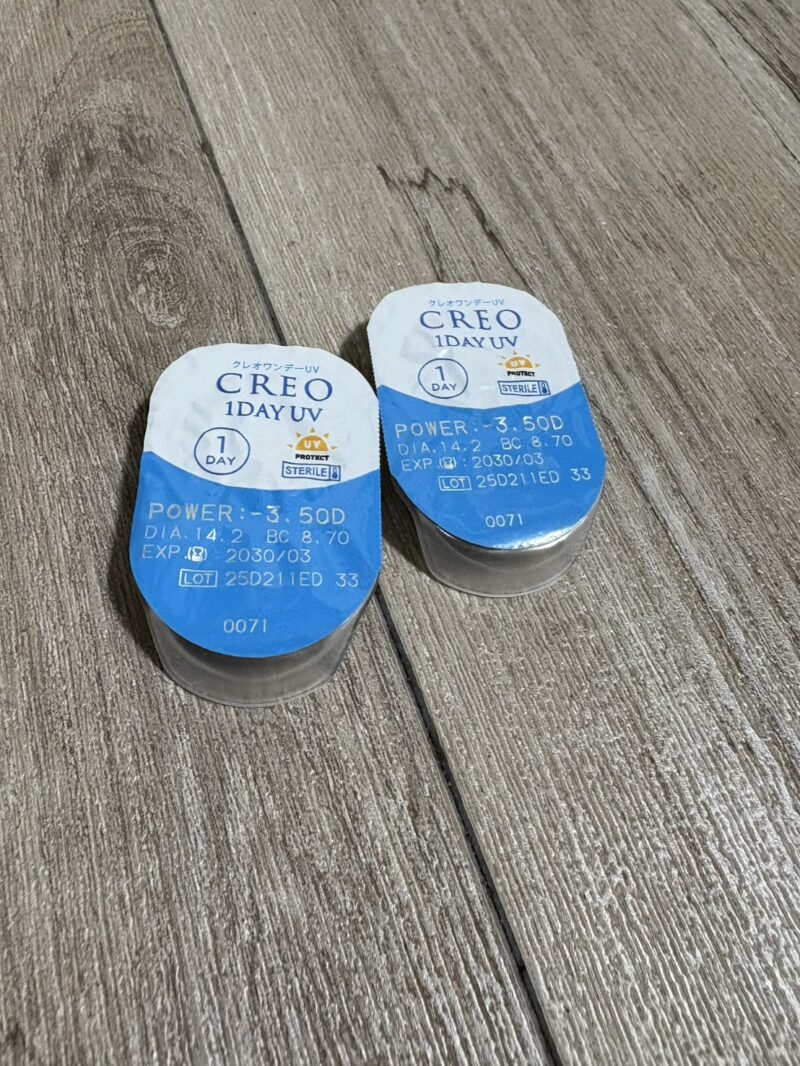 クレオワンデーUV
CREO
1DAY UV
1
DAY
UV
PROTECT
STERILE
POWER:-3.50D
DIA.14.2 BC 8.70
EXP. : 2030/03
LOT 25D211ED 33
0071
クレオワンデーUV
CREO
1DAY UV
1
DAY
UV
PROTECT
STERILE
POWER:-3.50D
DIA.14.2 BC 8.70
EXP. : 2030/03
LOT 25D211ED 33
0071